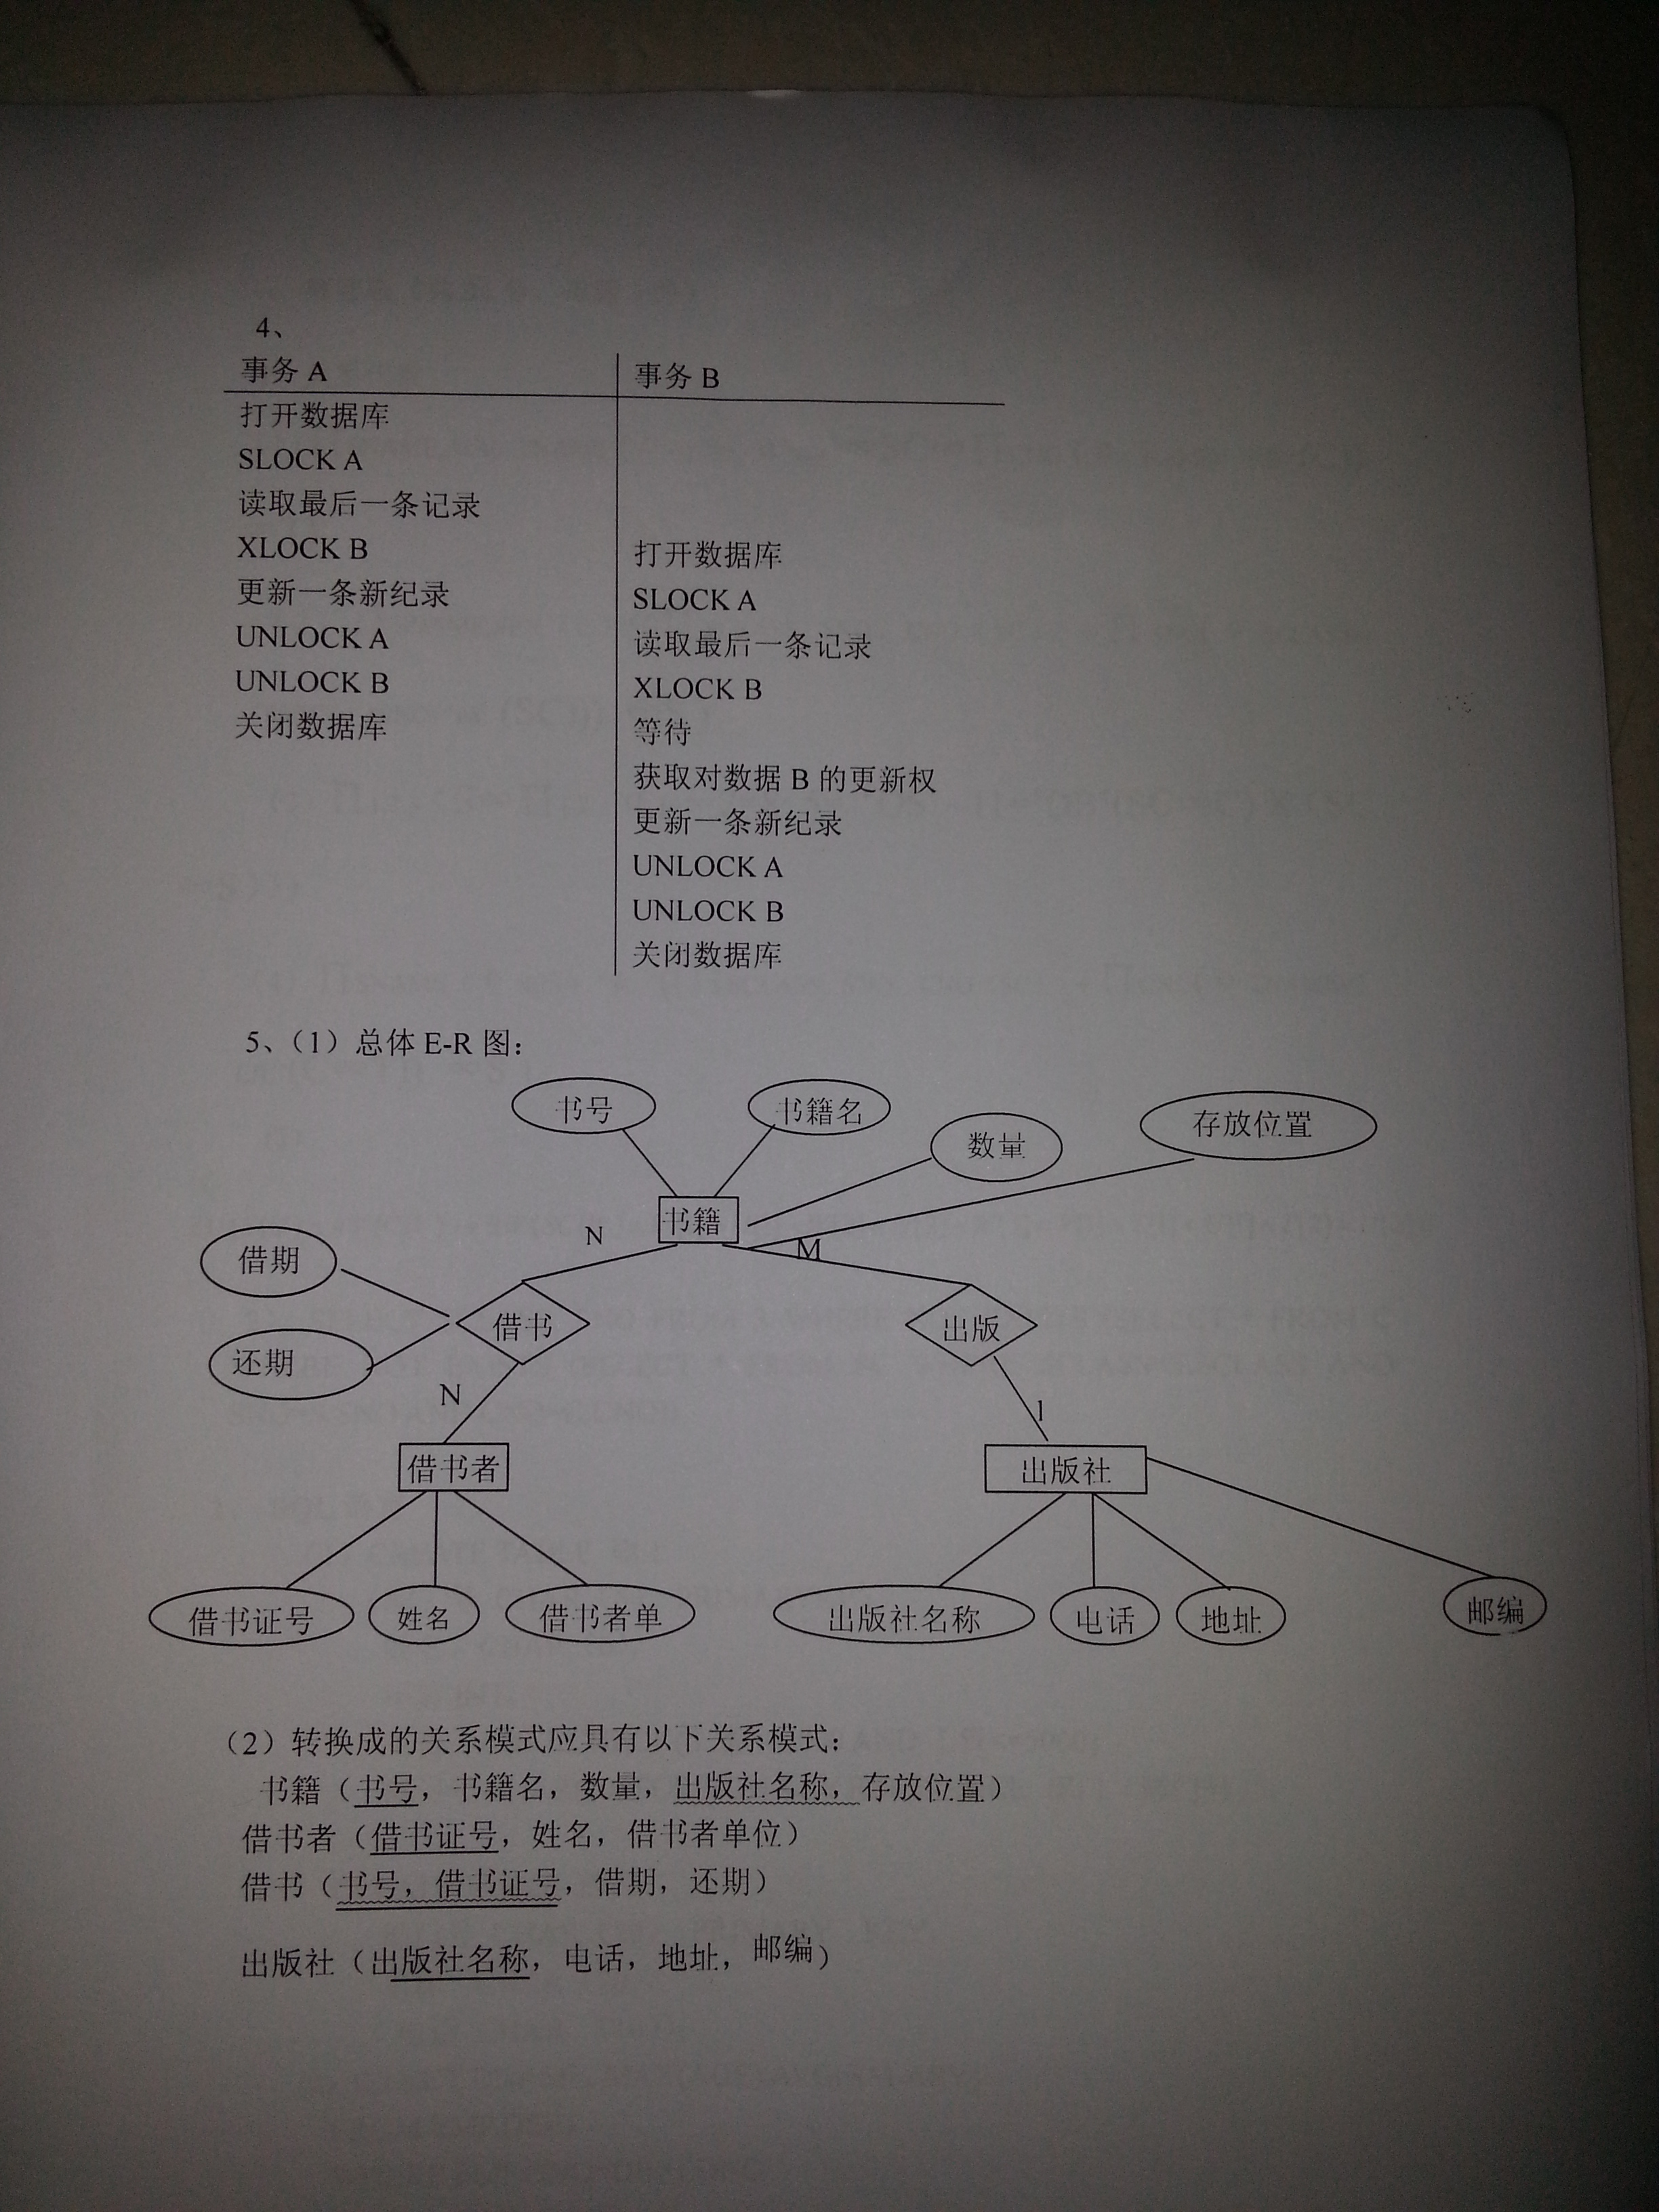 4、
事务 A 事务 B
打开数据库
SLOCK A
读取最后一条记录
XLOCK B 打开数据库
更新一条新纪录 SLOCK A
UNLOCK A 读取最后一条记录
UNLOCK B XLOCK B
关闭数据库 等待
获取对数据 B 的更新权
更新一条新纪录
UNLOCK A
UNLOCK B
关闭数据库
5、（1）总体 E-R 图：
书号 书籍名 数量 存放位置
书籍
N M
借期
借书 出版
还期
N 1
借书者 出版社
借书证号 姓名 借书者单 出版社名称 电话 地址 邮编
（2）转换成的关系模式应具有以下关系模式：
书籍（书号，书籍名，数量，出版社名称，存放位置）
借书者（借书证号，姓名，借书者单位）
借书（书号，借书证号，借期，还期）
出版社（出版社名称，电话，地址，邮编）